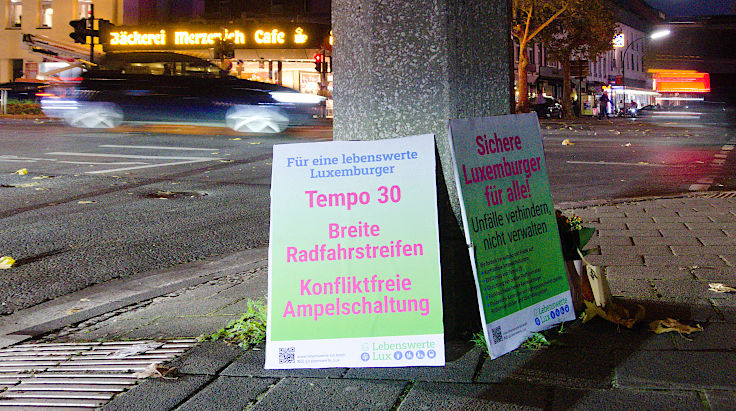 Bäckerei Merzenich Cafe
Für eine lebenswerte
Luxemburger
Tempo 30
Breite
Radfahrstreifen
Konfliktfreie
Ampelschaltung
Lebenswerte
Lux
Sichere
Luxemburger
für alle!
Unfälle verhindern,
nicht verwalten
Lebenswerte
Lux